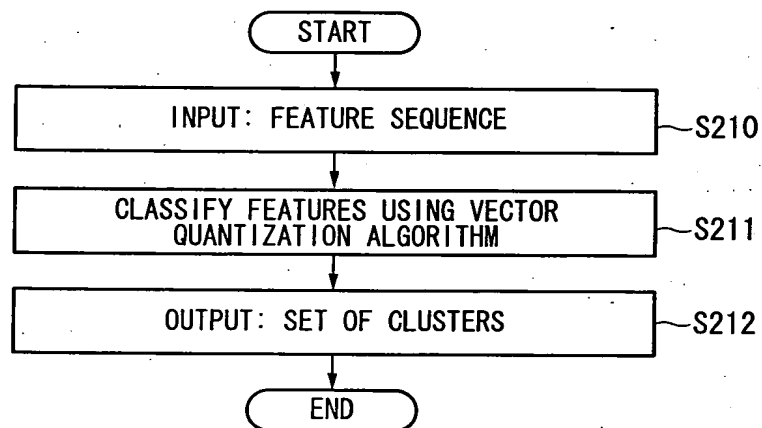 START
INPUT: FEATURE SEQUENCE
S210
CLASSIFY FEATURES USING VECTOR
QUANTIZATION ALGORITHM
S211
OUTPUT: SET OF CLUSTERS
S212
END